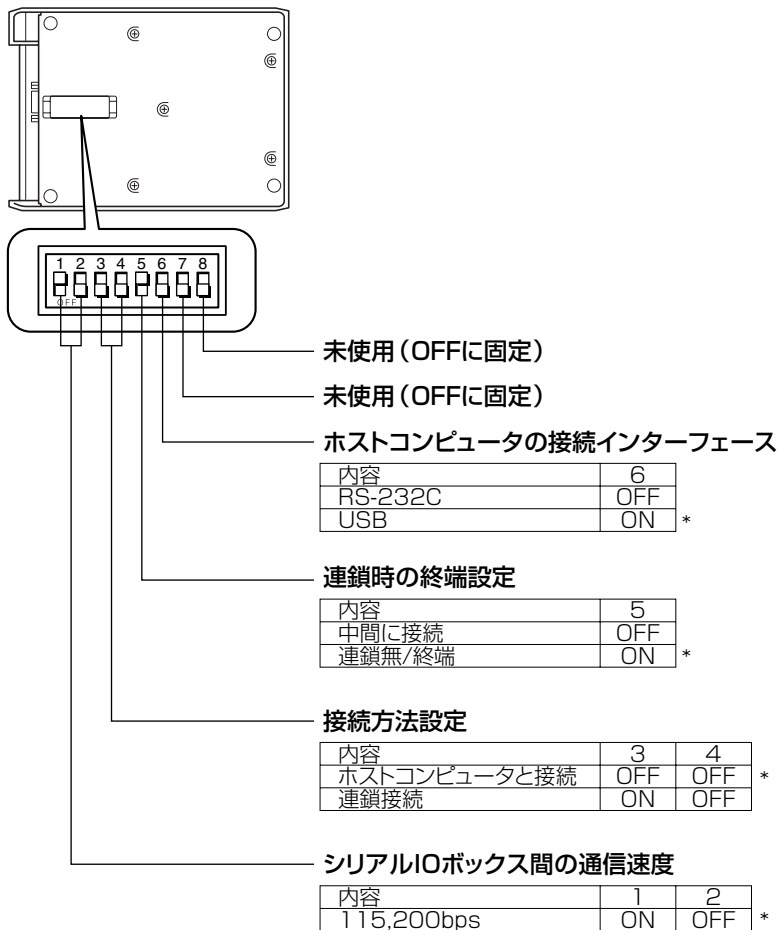 1 2 3 4 5 6 7 8
OFF
未使用（OFFに固定）
未使用（OFFに固定）
ホストコンピュータの接続インターフェース
内容 6
RS-232C OFF
USB ON *
連鎖時の終端設定
内容 5
中間に接続 OFF
連鎖無/終端 ON *
接続方法設定
内容 3 4
ホストコンピュータと接続 OFF OFF *
連鎖接続 ON OFF
シリアルIOボックス間の通信速度
内容 1 2
115,200bps ON OFF *